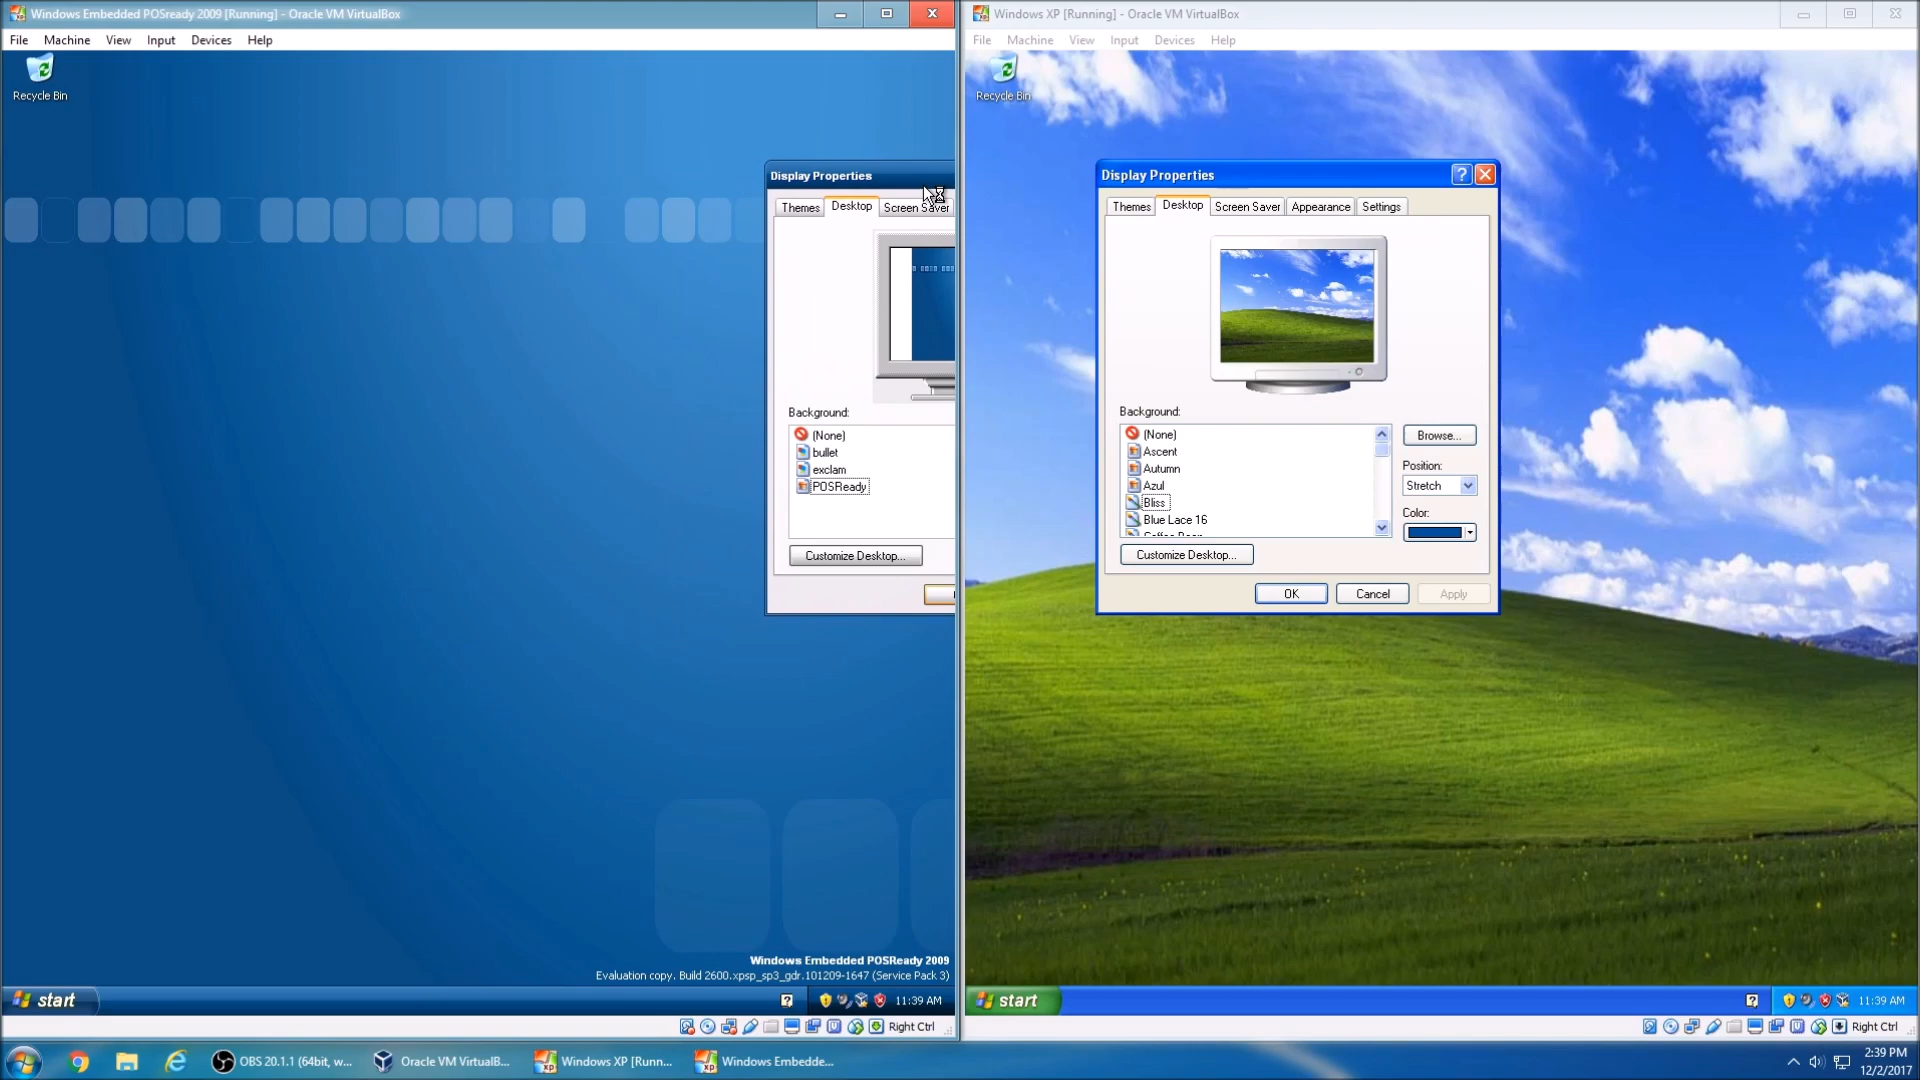 Windows Embedded POSready 2009 [Running] - Oracle VM VirtualBox
File Machine View Input Devices Help
Recycle Bin
Display Properties
Themes Desktop Screen Saver
Background:
(None)
bullet
exclam
POSReady
Customize Desktop...
Windows Embedded POSReady 2009
Evaluation copy. Build 2600.xpsp_sp3_gdr.101209-1647 (Service Pack 3)
start
11:39 AM
Right Ctrl
Windows XP [Running] - Oracle VM VirtualBox
File Machine View Input Devices Help
Recycle Bin
Display Properties
Themes Desktop Screen Saver Appearance Settings
Background:
(None)
Ascent
Autumn
Azul
Bliss
Blue Lace 16
Browse...
Position:
Stretch
Color:
Customize Desktop...
OK Cancel Apply
start
11:39 AM
Right Ctrl
OBS 20.1.1 (64bit, w...
Oracle VM VirtualB...
Windows XP [Runn...
Windows Embedde...
2:39 PM
12/2/2017